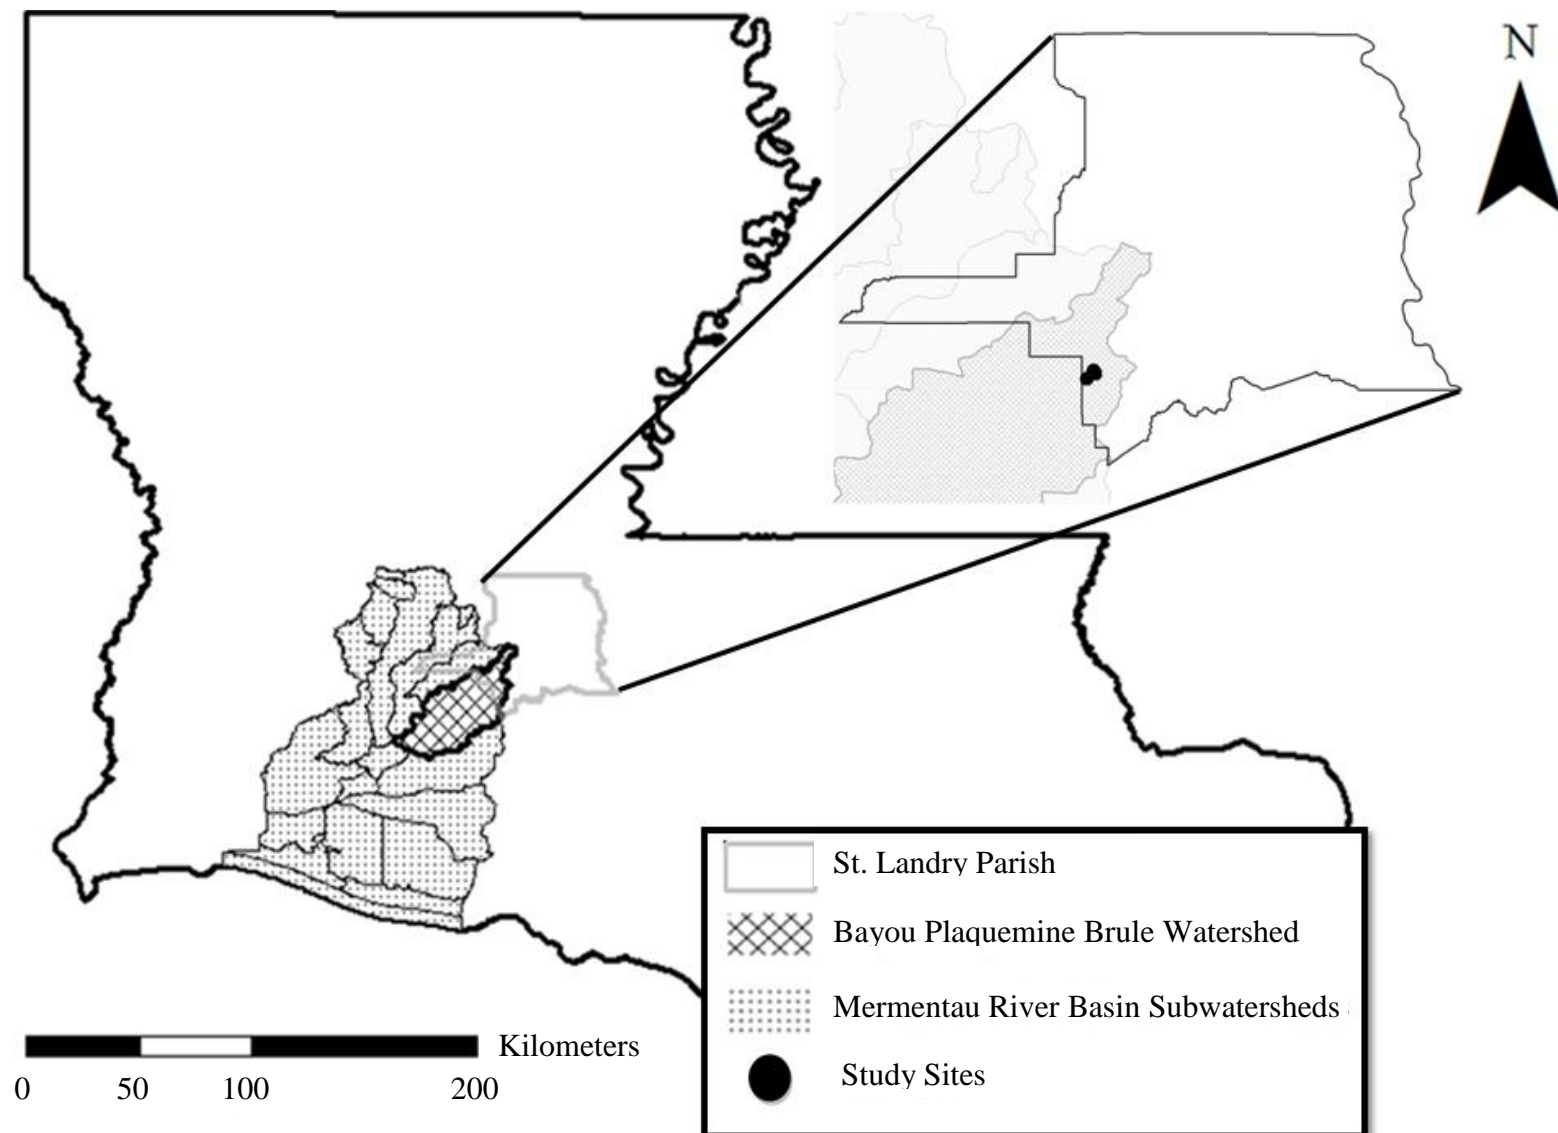 N
St. Landry Parish
Bayou Plaquemine Brule Watershed
Mermentau River Basin Subwatersheds
Study Sites
Kilometers
0 50 100 200